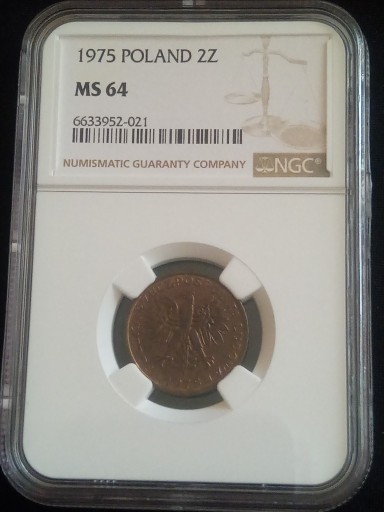 1975 POLAND 2Z
MS 64
6633952-021
NUMISMATIC GUARANTY COMPANY
NGC®